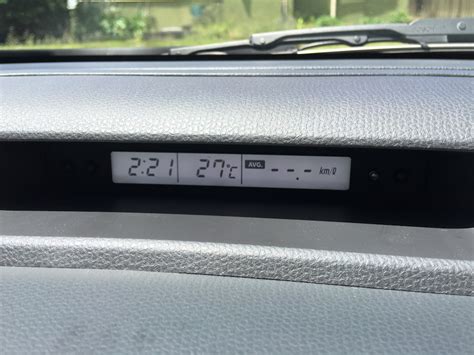 2:21 27°C AVG. --.- km/ℓ